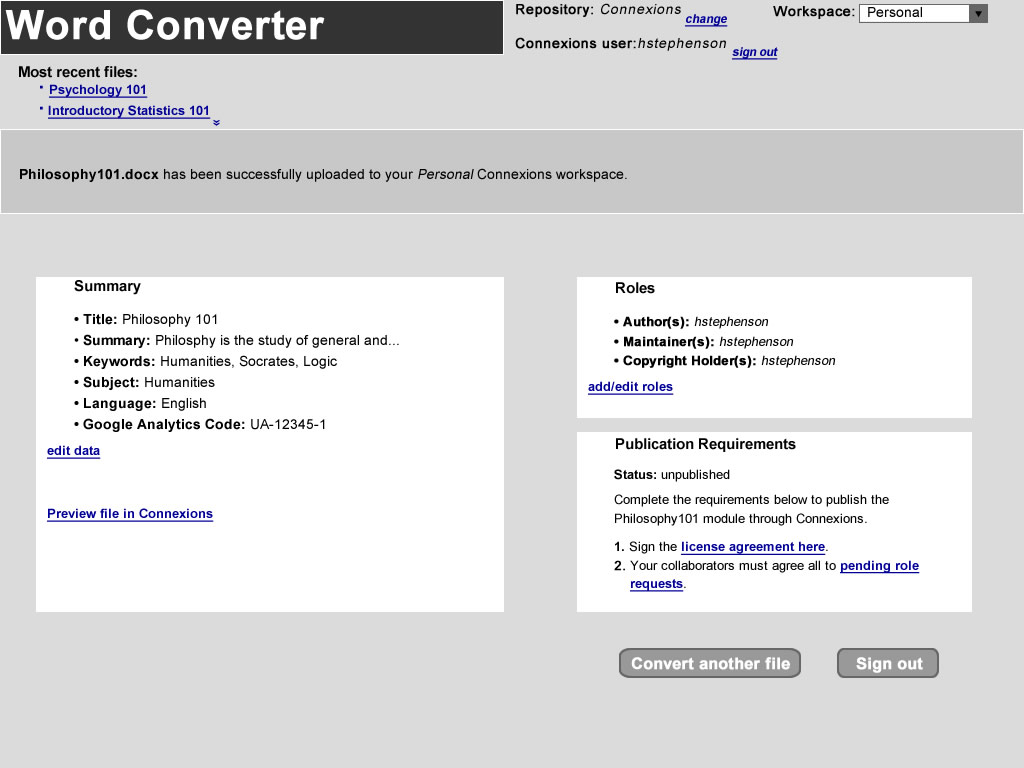 Word Converter
Repository: Connexions change
Workspace: Personal
Connexions user:hstephenson sign out
Most recent files:
· Psychology 101
· Introductory Statistics 101
Philosophy101.docx has been successfully uploaded to your Personal Connexions workspace.
Summary
• Title: Philosophy 101
• Summary: Philosphy is the study of general and...
• Keywords: Humanities, Socrates, Logic
• Subject: Humanities
• Language: English
• Google Analytics Code: UA-12345-1
edit data
Preview file in Connexions
Roles
• Author(s): hstephenson
• Maintainer(s): hstephenson
• Copyright Holder(s): hstephenson
add/edit roles
Publication Requirements
Status: unpublished
Complete the requirements below to publish the
Philosophy101 module through Connexions.
1. Sign the license agreement here.
2. Your collaborators must agree all to pending role
requests.
Convert another file
Sign out